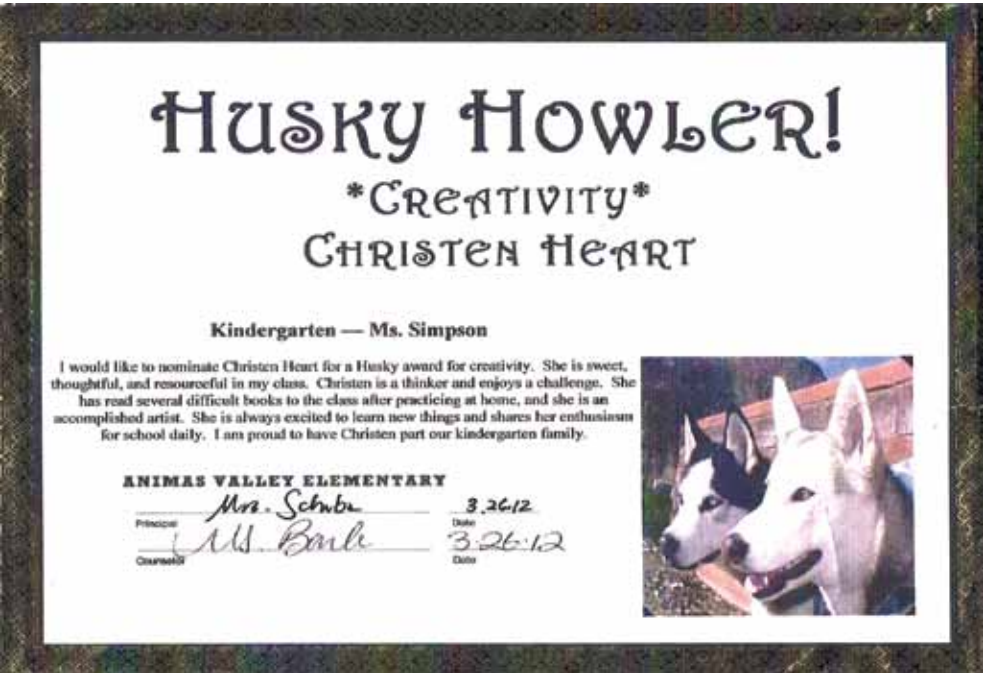 HUSKY HOWLER!
*CREATIVITY*
CHRISTEN HEART
Kindergarten — Ms. Simpson
I would like to nominate Christen Heart for a Husky award for creativity. She is sweet,
thoughtful, and resourceful in my class. Christen is a thinker and enjoys a challenge. She
has read several difficult books to the class after practicing at home, and she is an
accomplished artist. She is always excited to learn new things and shares her enthusiasm
for school daily. I am proud to have Christen part our kindergarten family.
ANIMAS VALLEY ELEMENTARY
Mrs. 3.26.12
Principal Date
Ms. 3.26.12
Counselor Date